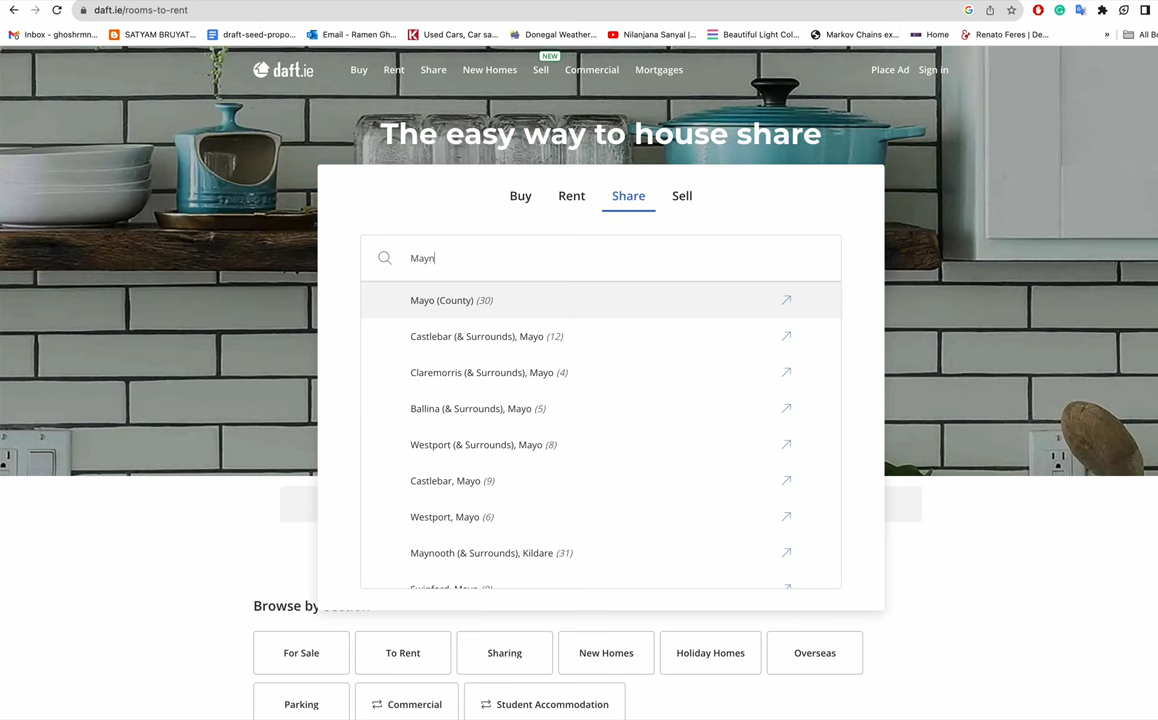 daft.ie/rooms-to-rent
Inbox - ghoshrmn... SATYAM BRUYAT... draft-seed-propo... Email - Ramen Gh... Used Cars, Car sa... Donegal Weather... Nilanjana Sanyal |... Beautiful Light Col... Markov Chains ex... Home Renato Feres | De... » All Bo
NEW
daft.ie Buy Rent Share New Homes Sell Commercial Mortgages Place Ad Sign in
The easy way to house share
Buy Rent Share Sell
Mayn
Mayo (County) (30)
Castlebar (& Surrounds), Mayo (12)
Claremorris (& Surrounds), Mayo (4)
Ballina (& Surrounds), Mayo (5)
Westport (& Surrounds), Mayo (8)
Castlebar, Mayo (9)
Westport, Mayo (6)
Maynooth (& Surrounds), Kildare (31)
Browse by
For Sale To Rent Sharing New Homes Holiday Homes Overseas
Parking Commercial Student Accommodation